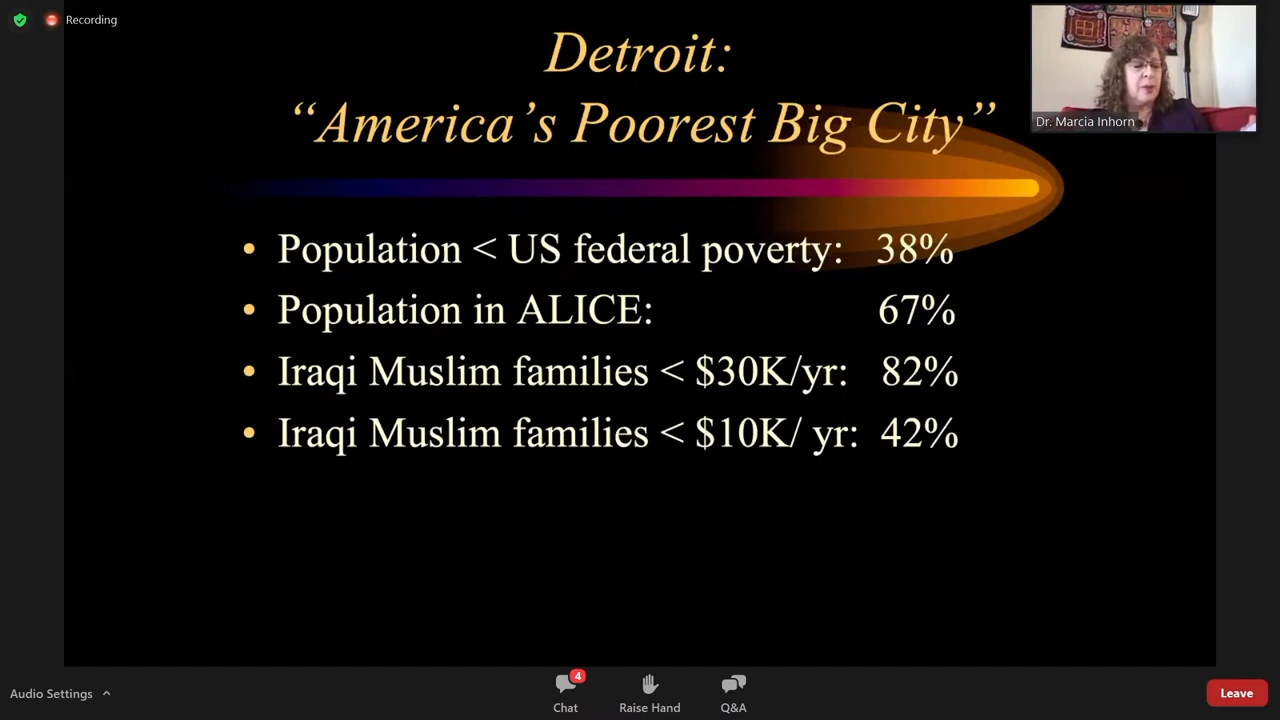 Recording
Detroit:
“America’s Poorest Big City”
Dr. Marcia Inhorn
• Population < US federal poverty: 38%
• Population in ALICE: 67%
• Iraqi Muslim families < $30K/yr: 82%
• Iraqi Muslim families < $10K/ yr: 42%
Audio Settings
4
Chat
Raise Hand
Q&A
Leave